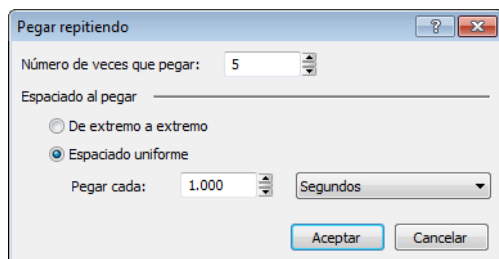 Pegar repitiendo
Número de veces que pegar: 5
Espaciado al pegar
De extremo a extremo
Espaciado uniforme
Pegar cada: 1.000 Segundos
Aceptar Cancelar